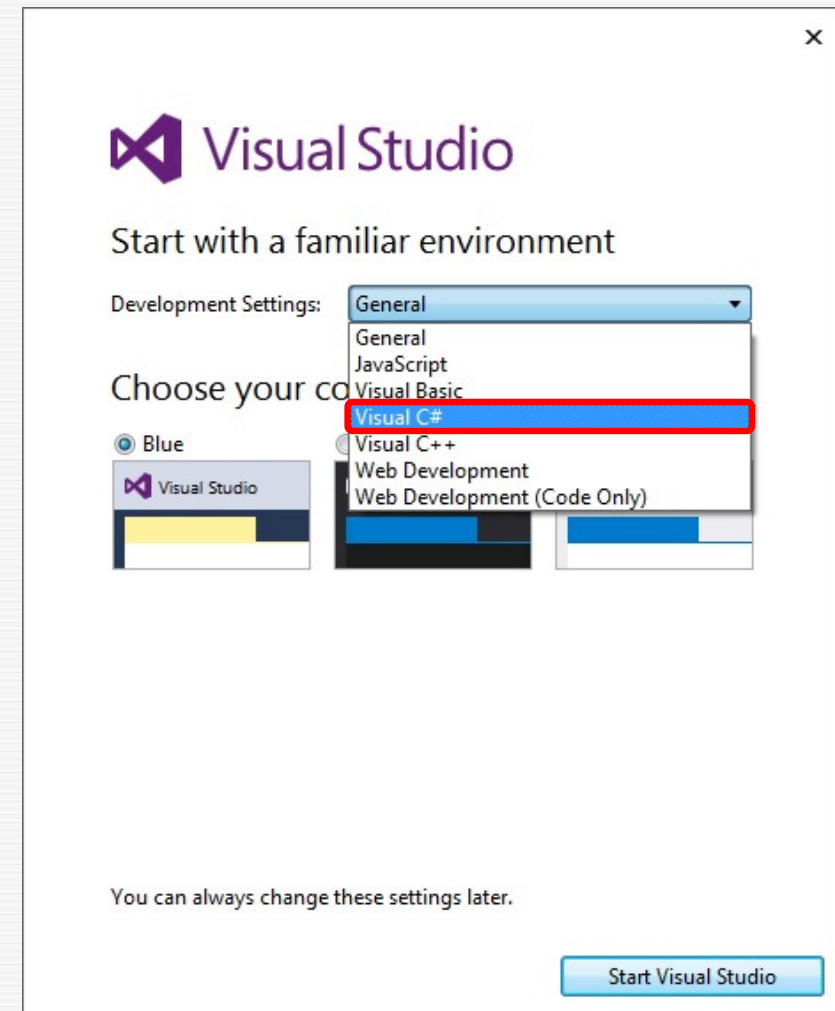 Visual Studio
Start with a familiar environment
Development Settings: General
General
JavaScript
Choose your co
Visual Basic
Visual C#
Blue
Visual C++
Web Development
Visual Studio
Web Development (Code Only)
You can always change these settings later.
Start Visual Studio